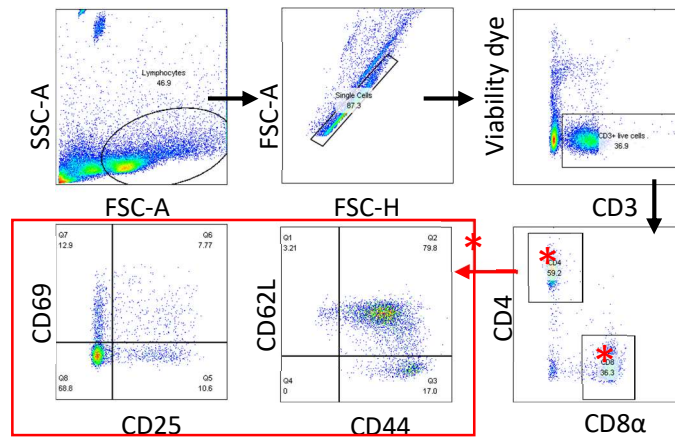 SSC-A
Lymphocytes
46.9
FSC-A
FSC-A
Single Cells
87.3
FSC-H
Viability dye
CD3+ live cells
36.9
CD3
CD69
Q7
12.9
Q6
7.77
Q8
68.8
Q5
10.6
CD25
CD62L
Q1
3.21
Q2
79.8
Q4
0
Q3
17.0
CD44
*
CD4
*
CD4
59.2
*
CD8
36.3
CD8α